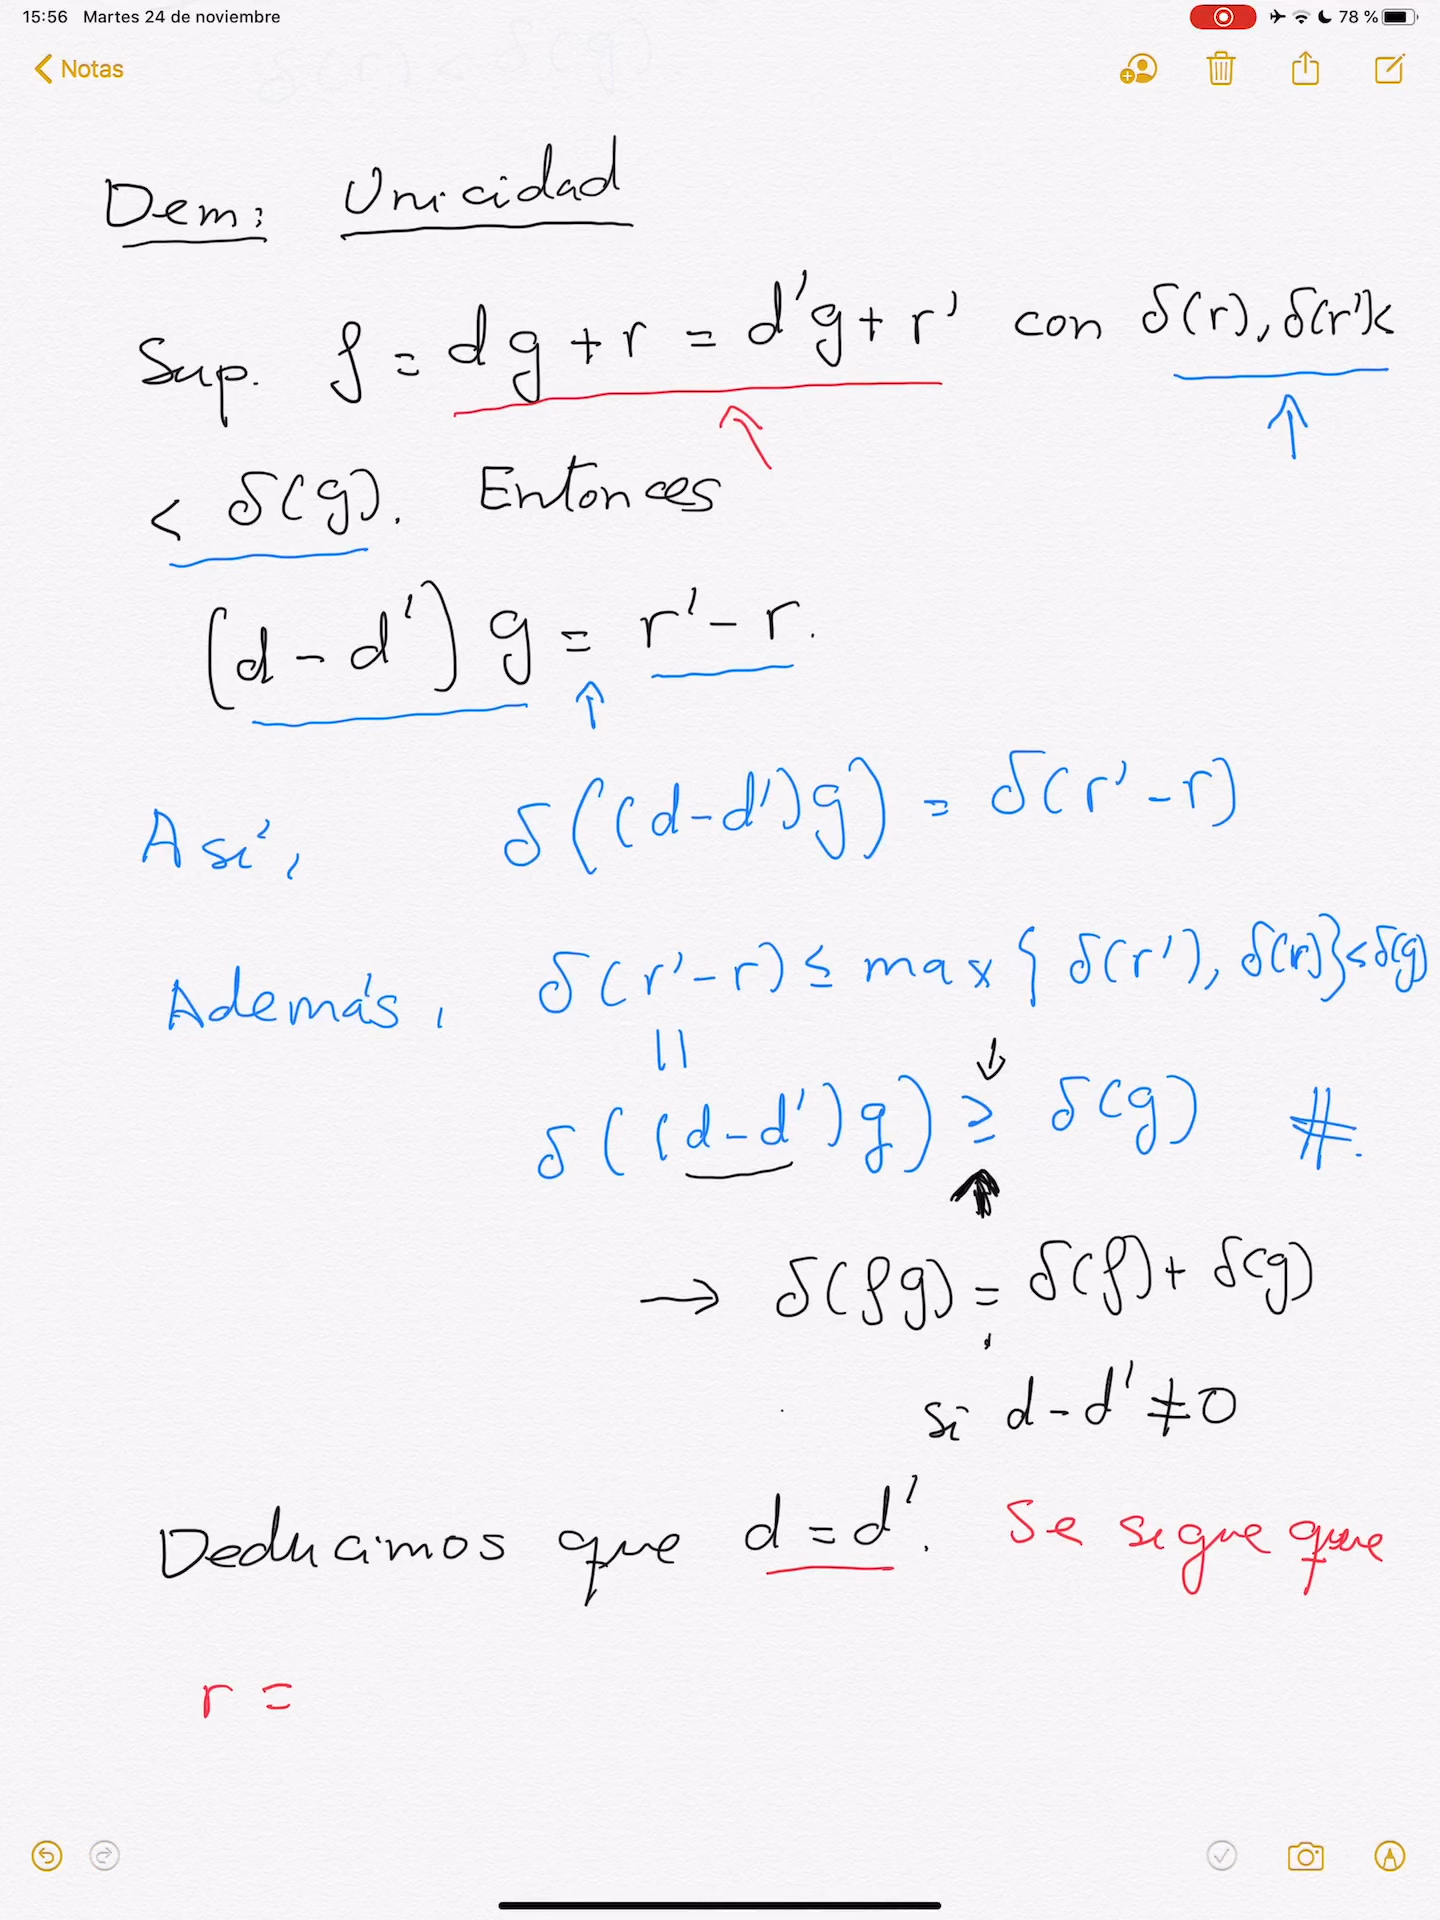 15:56 Martes 24 de noviembre 78 %
Notas
Dem: Unicidad
Sup. f = dg + r = d'g + r' con δ(r), δ(r')<
< δ(g). Entonces
(d - d') g = r' - r.
Así, δ((d-d')g) = δ(r'-r)
Además, δ(r'-r) ≤ max { δ(r'), δ(r)} < δ(g)
||
δ((d-d')g) ≥ δ(g) #.
→ δ(fg) = δ(f) + δ(g)
si d - d' ≠ 0
Deducimos que d = d'. Se sigue que
r =